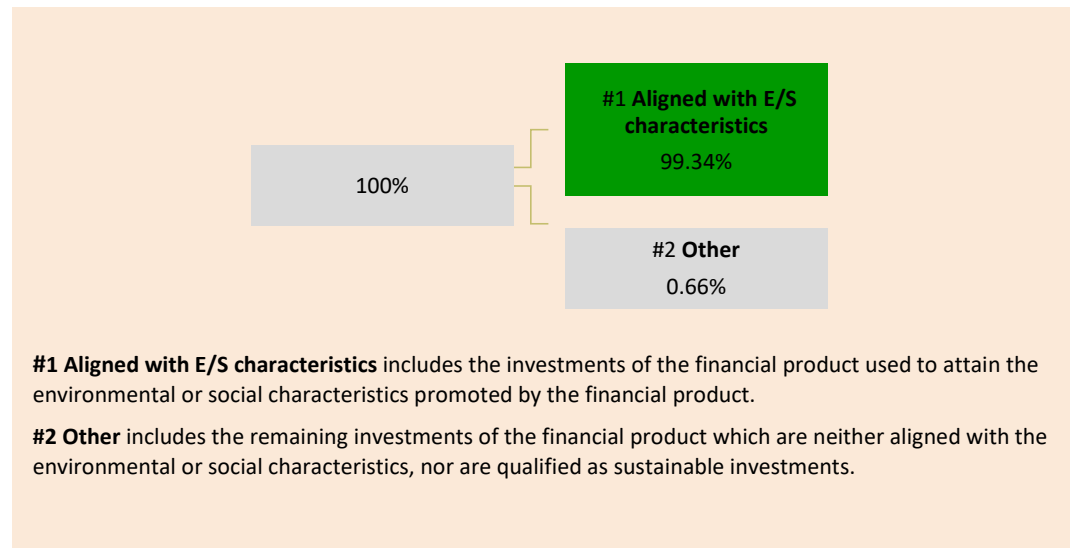 #1 Aligned with E/S
characteristics
99.34%
100%
#2 Other
0.66%
#1 Aligned with E/S characteristics includes the investments of the financial product used to attain the
environmental or social characteristics promoted by the financial product.
#2 Other includes the remaining investments of the financial product which are neither aligned with the
environmental or social characteristics, nor are qualified as sustainable investments.